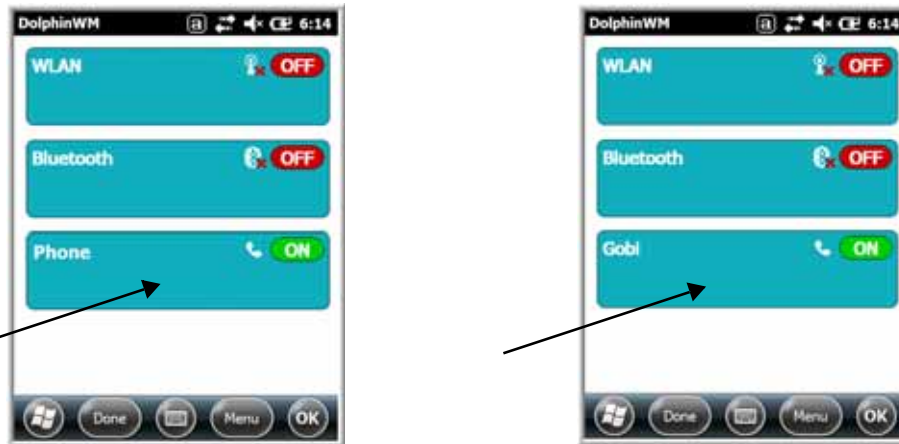 DolphinWM a 6:14
WLAN OFF
Bluetooth OFF
Phone ON
Done Menu OK
DolphinWM a 6:14
WLAN OFF
Bluetooth OFF
Gobi ON
Done Menu OK